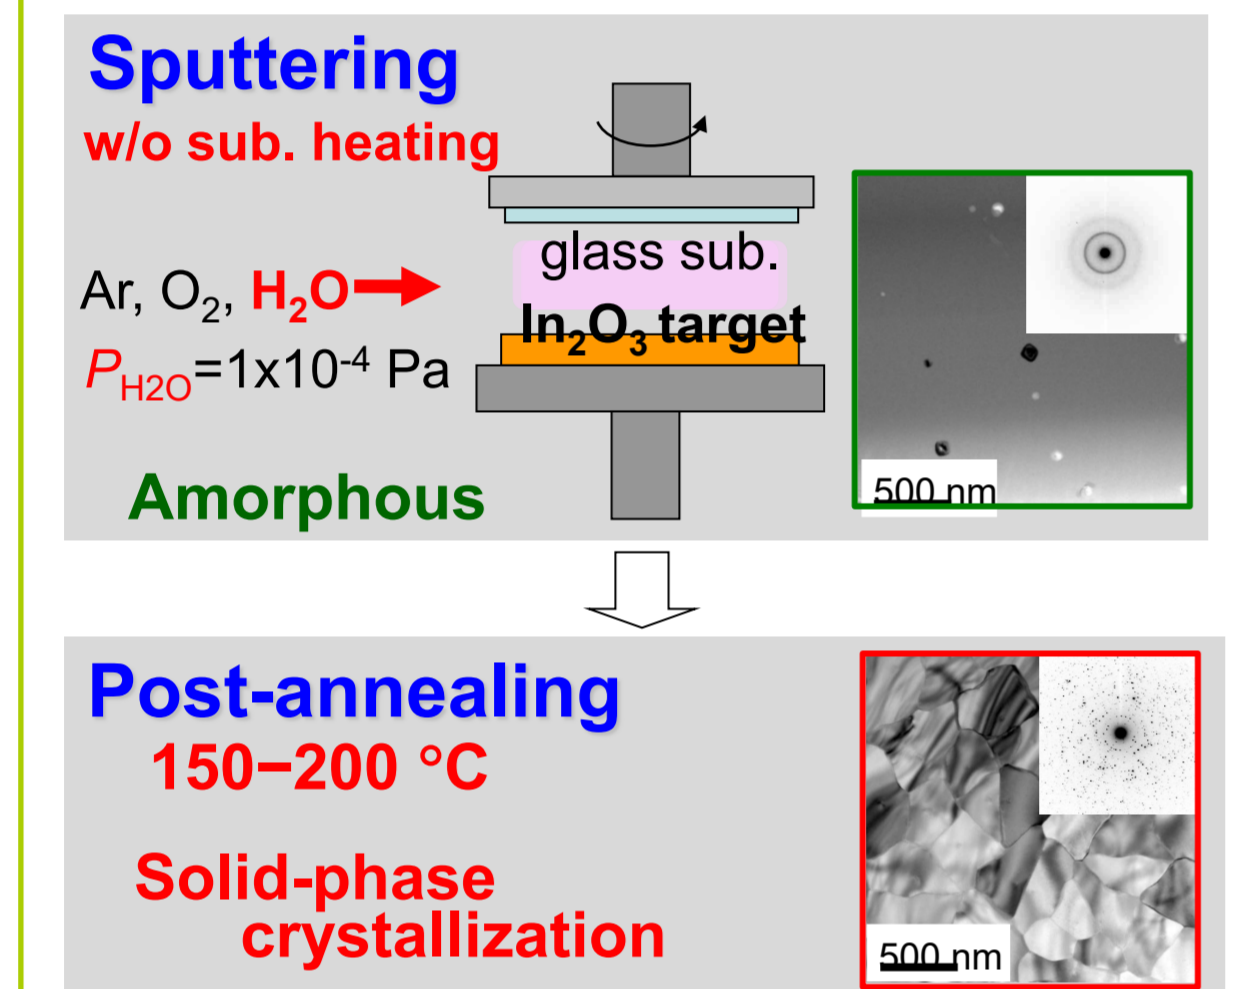 Sputtering
w/o sub. heating
glass sub.
Ar, O₂, H₂O
In₂O₃ target
P_H2O=1x10⁻⁴ Pa
Amorphous
500 nm
Post-annealing
150−200 °C
Solid-phase
crystallization
500 nm